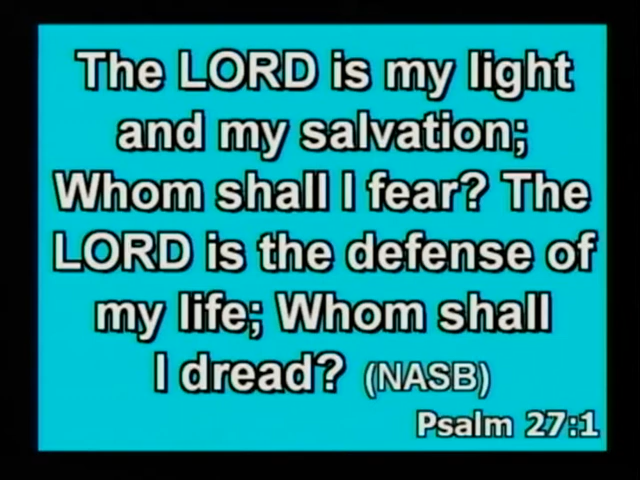 The LORD is my light
and my salvation;
Whom shall I fear? The
LORD is the defense of
my life; Whom shall
I dread? (NASB)
Psalm 27:1